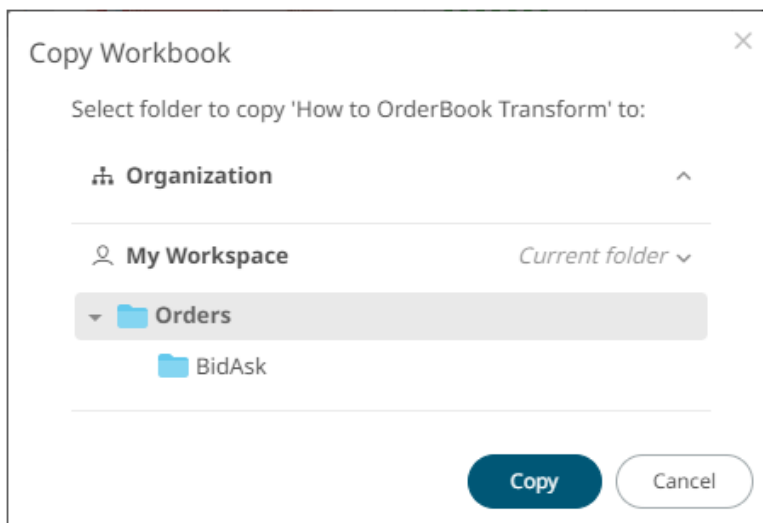 Copy Workbook
Select folder to copy 'How to OrderBook Transform' to:
Organization
My Workspace Current folder
Orders
BidAsk
Copy Cancel